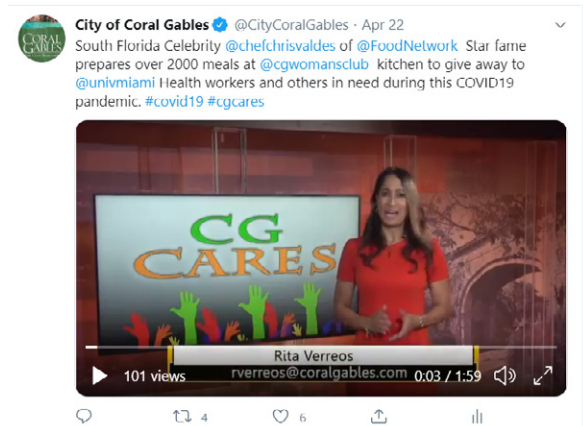 City of Coral Gables @CityCoralGables · Apr 22
South Florida Celebrity @chefchrisvaldes of @FoodNetwork Star fame
prepares over 2000 meals at @cgwomansclub kitchen to give away to
@univmiami Health workers and others in need during this COVID19
pandemic. #covid19 #cgcares
CORAL
GABLES
CG
CARES
Rita Verreos
rverreos@coralgables.com
101 views
0:03 / 1:59
4
6